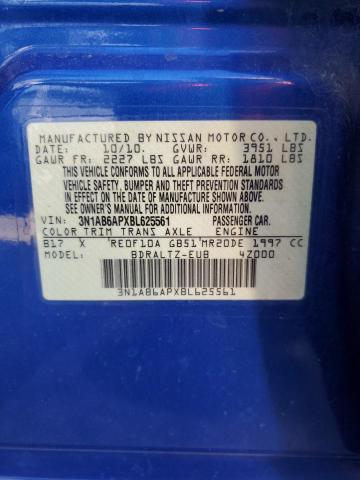 MANUFACTURED BY NISSAN MOTOR CO., LTD.
DATE: 10/10. GVWR: 3951 LBS
GAWR FR: 2227 LBS GAWR RR: 1810 LBS
THIS VEHICLE CONFORMS TO ALL APPLICABLE FEDERAL MOTOR
VEHICLE SAFETY, BUMPER AND THEFT PREVENTION STANDARDS
IN EFFECT ON THE DATE OF MANUFACTURE SHOWN ABOVE.
SEE OWNER'S MANUAL FOR ADDITIONAL INFORMATION.
VIN: 3N1AB6APXBL625561 PASSENGER CAR.
COLOR TRIM TRANS AXLE ENGINE
B17 X RE0F10A GB51 MR20DE 1997 CC
MODEL: BDRALTZ-EUB 4Z000
3N1AB6APXBL625561